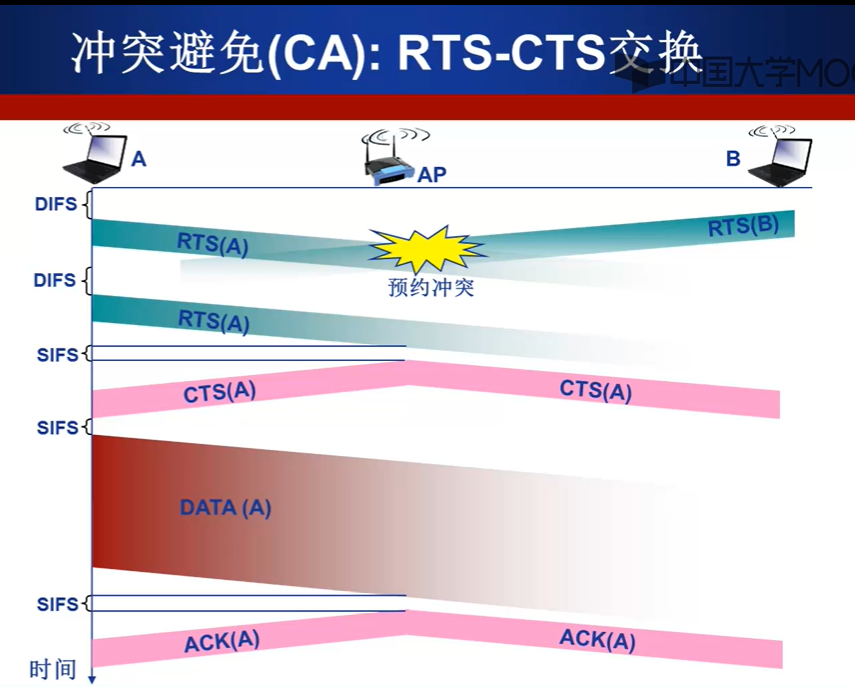 冲突避免(CA): RTS-CTS交换
中国大学MOO
A
AP
B
DIFS
RTS(A)
RTS(B)
预约冲突
DIFS
RTS(A)
SIFS
CTS(A)
CTS(A)
SIFS
DATA (A)
SIFS
ACK(A)
ACK(A)
时间